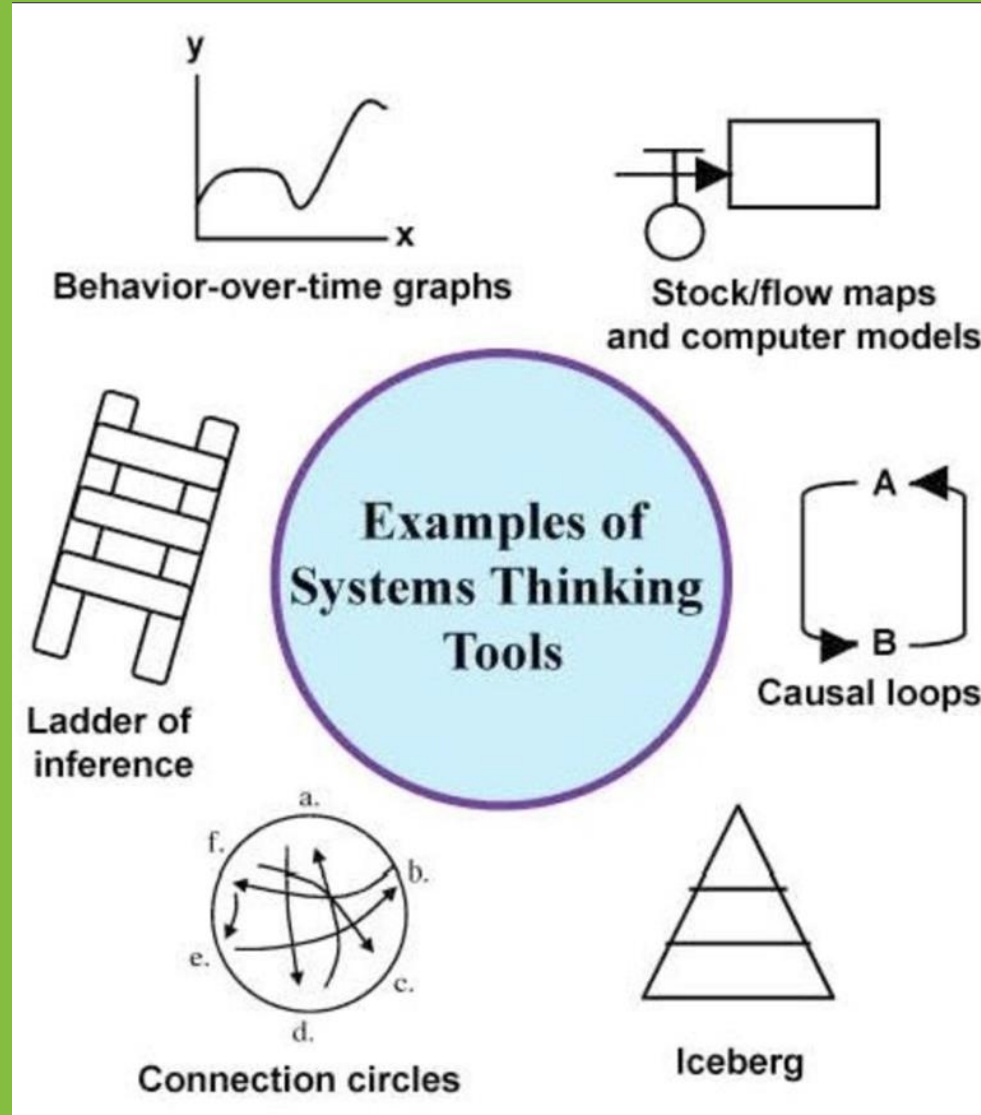 y
x
Behavior-over-time graphs
Stock/flow maps
and computer models
Examples of
Systems Thinking
Tools
A
B
Causal loops
Ladder of
inference
a.
f.
b.
e.
c.
d.
Connection circles
Iceberg